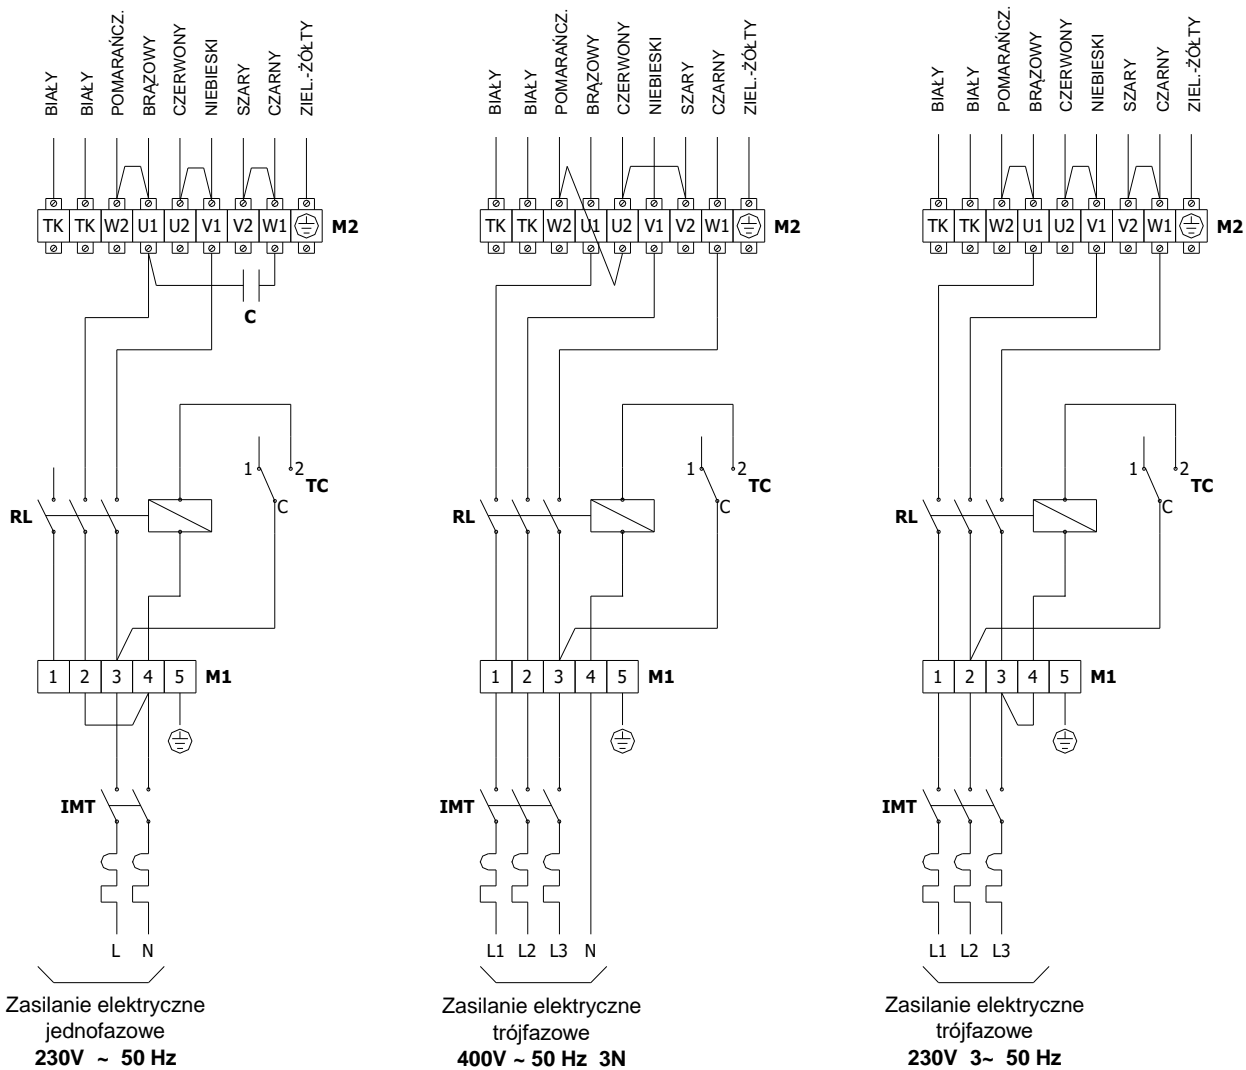 BIAŁY BIAŁY POMARAŃCZ. BRĄZOWY CZERWONY NIEBIESKI SZARY CZARNY ZIEL.-ŻÓŁTY
TK TK W2 U1 U2 V1 V2 W1 M2
C
1 2 TC
C
RL
1 2 3 4 5 M1
IMT
L N
Zasilanie elektryczne
jednofazowe
230V ~ 50 Hz
BIAŁY BIAŁY POMARAŃCZ. BRĄZOWY CZERWONY NIEBIESKI SZARY CZARNY ZIEL.-ŻÓŁTY
TK TK W2 U1 U2 V1 V2 W1 M2
1 2 TC
C
RL
1 2 3 4 5 M1
IMT
L1 L2 L3 N
Zasilanie elektryczne
trójfazowe
400V ~ 50 Hz 3N
BIAŁY BIAŁY POMARAŃCZ. BRĄZOWY CZERWONY NIEBIESKI SZARY CZARNY ZIEL.-ŻÓŁTY
TK TK W2 U1 U2 V1 V2 W1 M2
1 2 TC
C
RL
1 2 3 4 5 M1
IMT
L1 L2 L3
Zasilanie elektryczne
trójfazowe
230V 3~ 50 Hz